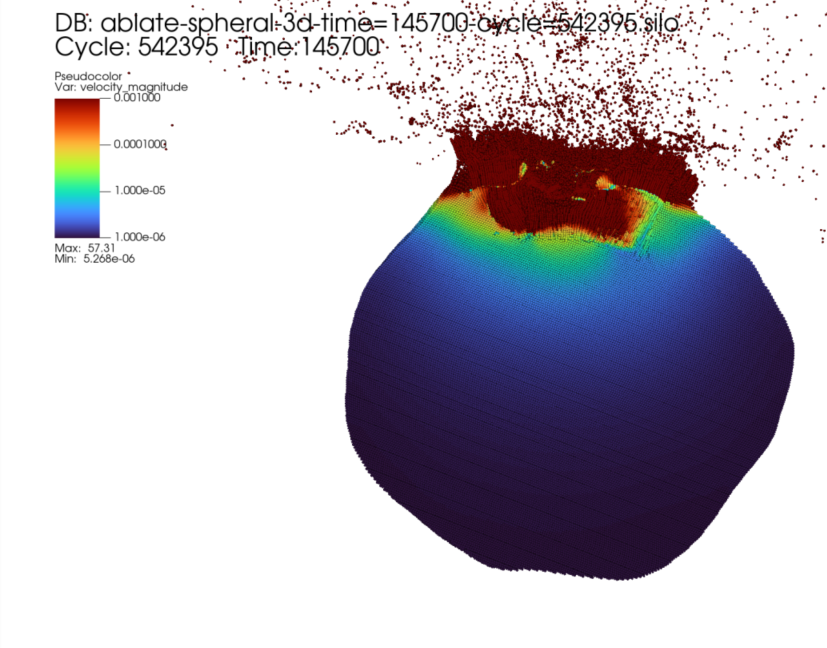 DB: ablate-spheral-3d-time=145700-cycle=542395.silo
Cycle: 542395 Time:145700
Pseudocolor
Var: velocity_magnitude
0.001000
0.0001000
1.000e-05
1.000e-06
Max: 57.31
Min: 5.268e-06